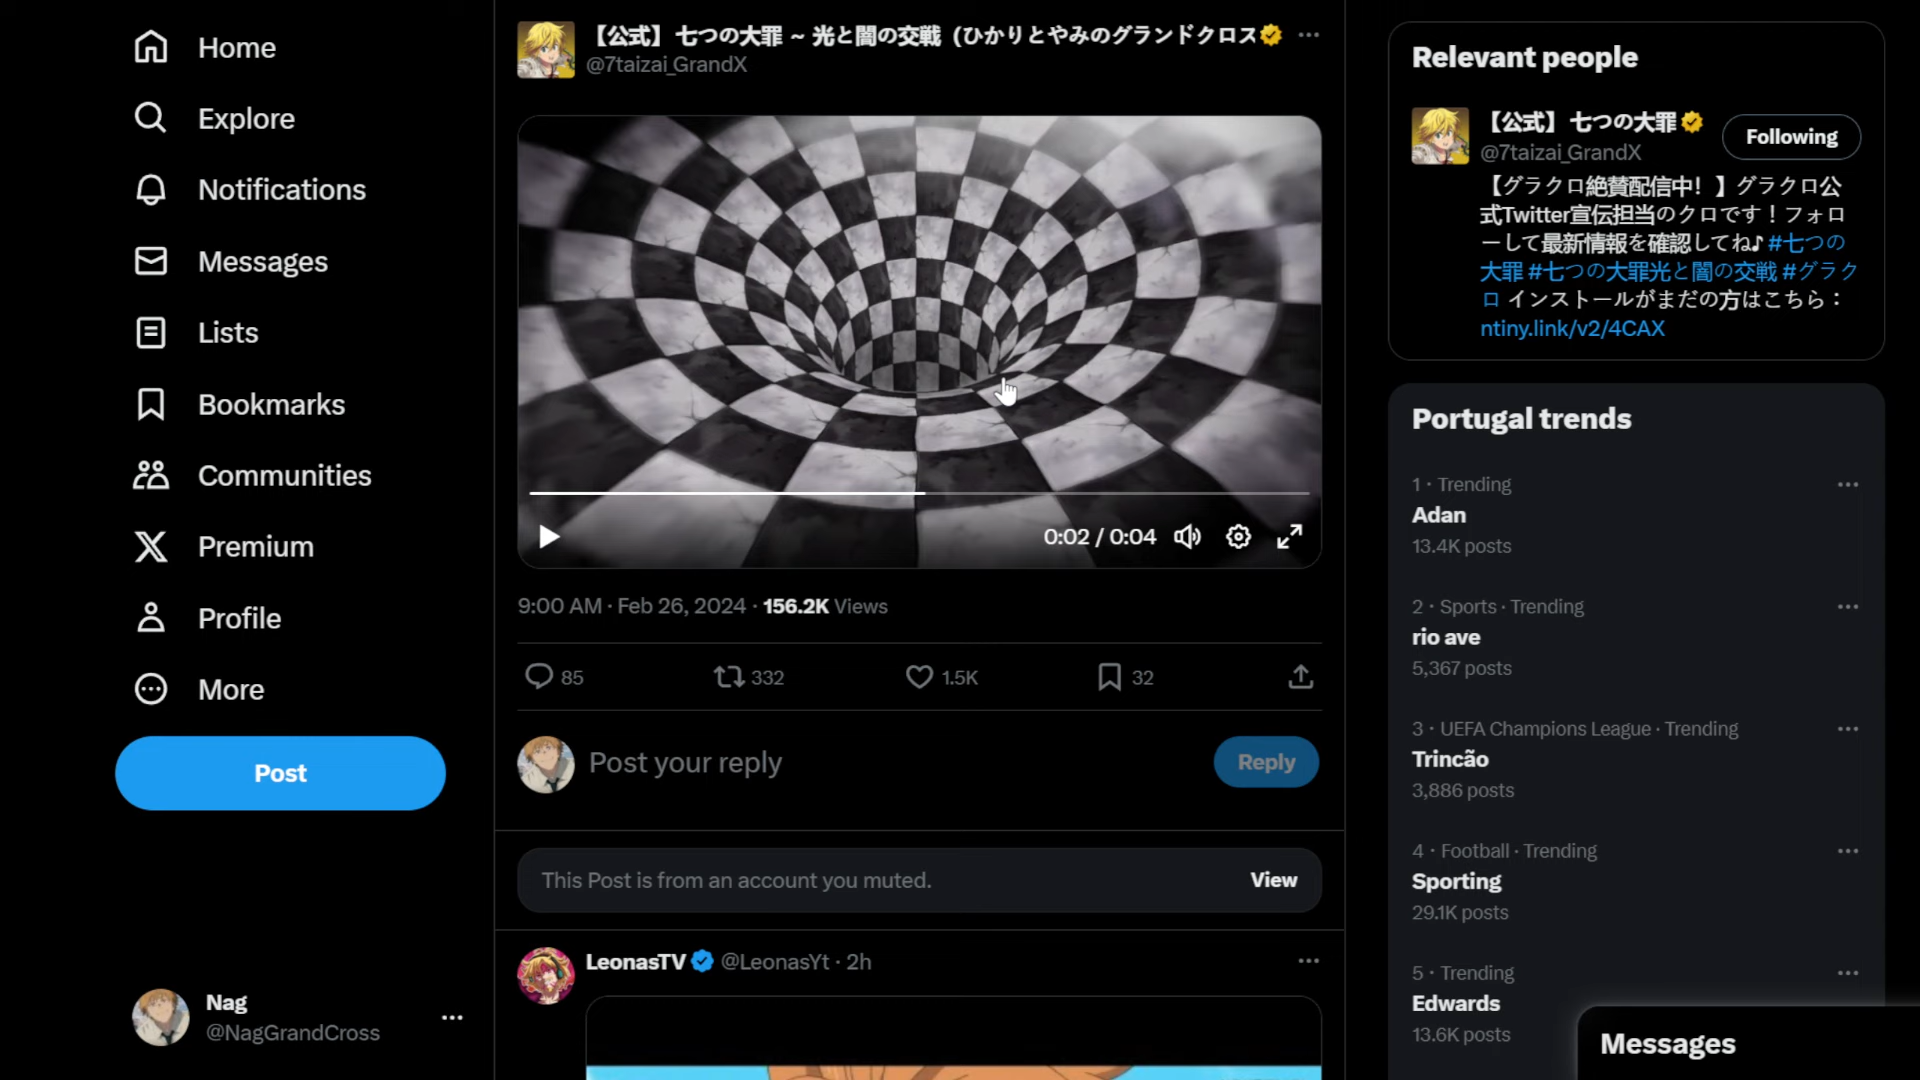 Home
Explore
Notifications
Messages
Lists
Bookmarks
Communities
Premium
Profile
More
Post
Nag
@NagGrandCross
【公式】七つの大罪 ~ 光と闇の交戦（ひかりとやみのグランドクロス
@7taizai_GrandX
0:02 / 0:04
9:00 AM · Feb 26, 2024 · 156.2K Views
85
332
1.5K
32
Post your reply
Reply
This Post is from an account you muted.
View
LeonasTV @LeonasYt · 2h
Relevant people
【公式】七つの大罪
@7taizai_GrandX
Following
【グラクロ絶賛配信中！】グラクロ公
式Twitter宣伝担当のクロです！フォロ
ーして最新情報を確認してね♪ #七つの
大罪 #七つの大罪光と闇の交戦 #グラク
ロ インストールがまだの方はこちら：
ntiny.link/v2/4CAX
Portugal trends
1 · Trending
Adan
13.4K posts
2 · Sports · Trending
rio ave
5,367 posts
3 · UEFA Champions League · Trending
Trincão
3,886 posts
4 · Football · Trending
Sporting
29.1K posts
5 · Trending
Edwards
13.6K posts
Messages